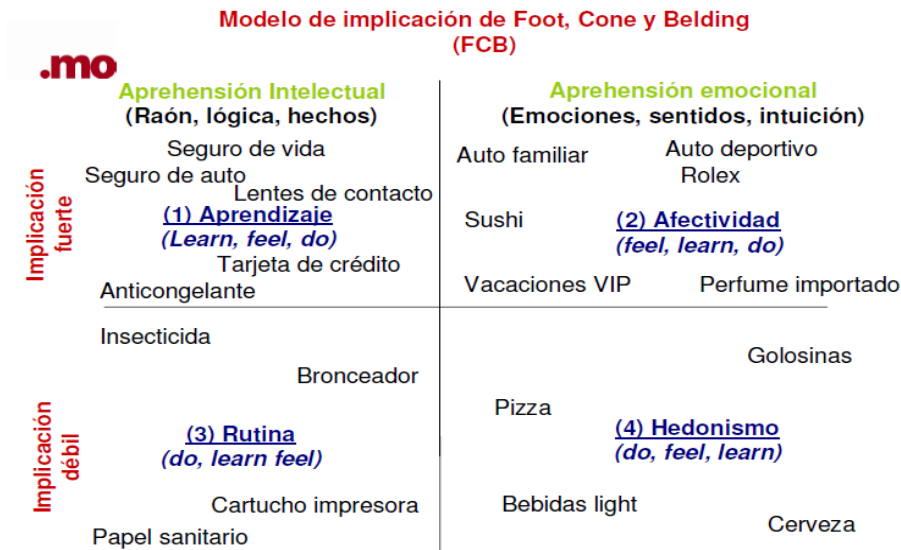 Modelo de implicación de Foot, Cone y Belding
(FCB)
.mo
Aprehensión Intelectual
(Raón, lógica, hechos)
Aprehensión emocional
(Emociones, sentidos, intuición)
Implicación
fuerte
Seguro de vida
Seguro de auto
Lentes de contacto
(1) Aprendizaje
(Learn, feel, do)
Tarjeta de crédito
Anticongelante
Auto familiar
Auto deportivo
Rolex
Sushi
(2) Afectividad
(feel, learn, do)
Vacaciones VIP
Perfume importado
Implicación
débil
Insecticida
Bronceador
(3) Rutina
(do, learn feel)
Cartucho impresora
Papel sanitario
Golosinas
Pizza
(4) Hedonismo
(do, feel, learn)
Bebidas light
Cerveza